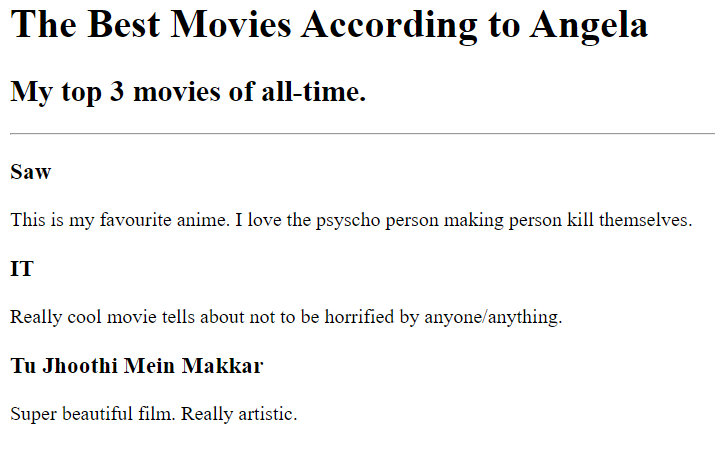 The Best Movies According to Angela
My top 3 movies of all-time.
Saw
This is my favourite anime. I love the psyscho person making person kill themselves.
IT
Really cool movie tells about not to be horrified by anyone/anything.
Tu Jhoothi Mein Makkar
Super beautiful film. Really artistic.